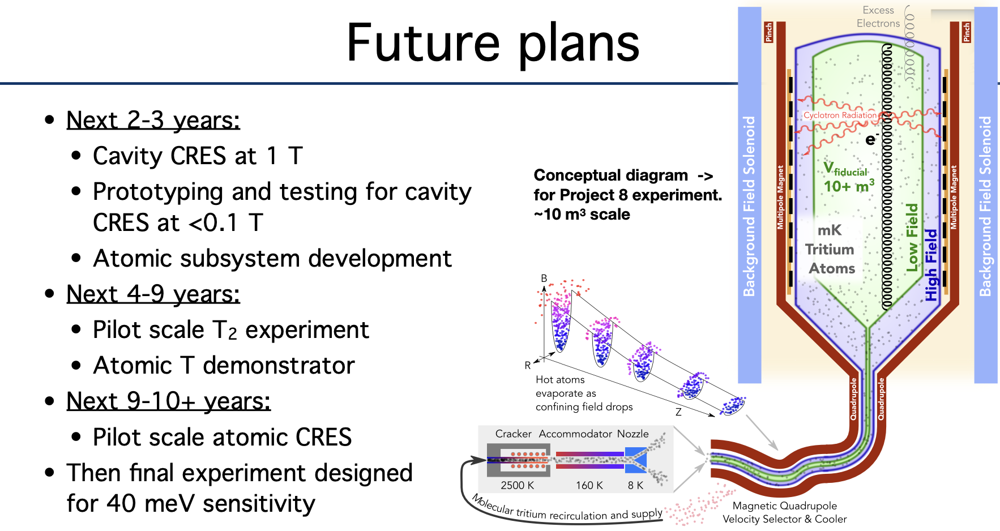 Future plans
• Next 2-3 years:
• Cavity CRES at 1 T
• Prototyping and testing for cavity
CRES at <0.1 T
• Atomic subsystem development
• Next 4-9 years:
• Pilot scale T₂ experiment
• Atomic T demonstrator
• Next 9-10+ years:
• Pilot scale atomic CRES
• Then final experiment designed
for 40 meV sensitivity
Conceptual diagram ->
for Project 8 experiment.
~10 m³ scale
B
R
Z
Hot atoms
evaporate as
confining field drops
Cracker Accommodator Nozzle
2500 K 160 K 8 K
Molecular tritium recirculation and supply
Magnetic Quadrupole
Velocity Selector & Cooler
Excess
Electrons
Pinch
Pinch
Background Field Solenoid
Background Field Solenoid
Multipole Magnet
Multipole Magnet
Cyclotron Radiation
e⁻
Vfiducial
10+ m³
mK
Tritium
Atoms
Low Field
High Field
Quadrupole
Quadrupole